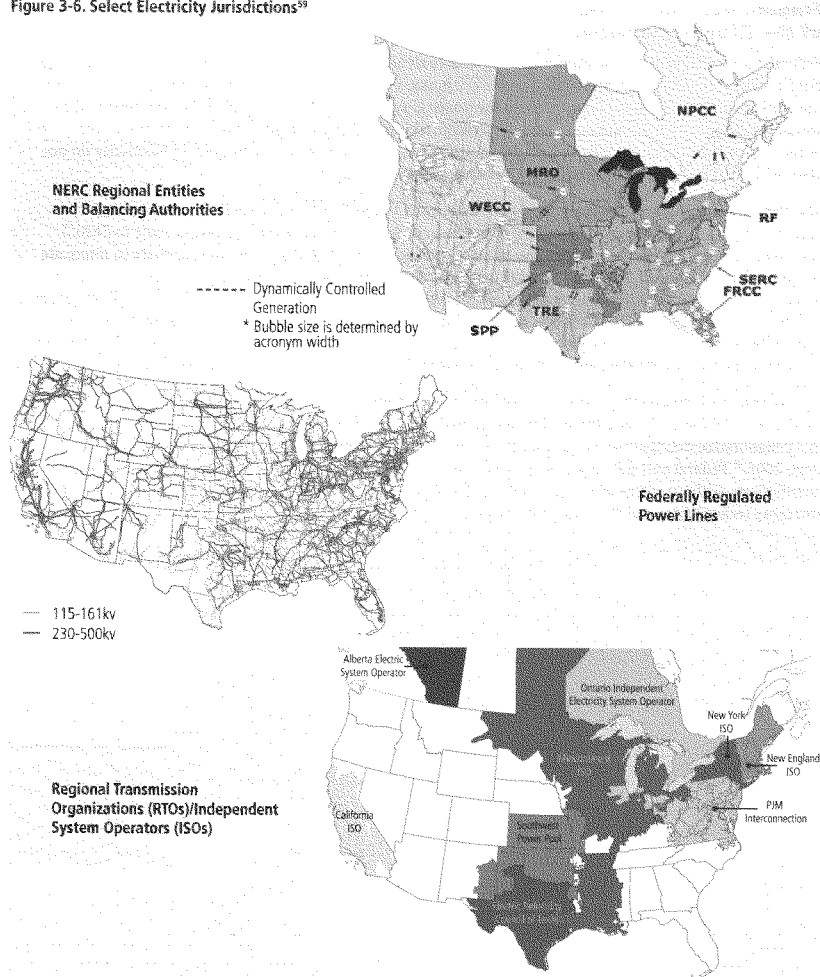 Figure 3-6. Select Electricity Jurisdictions59
NPCC
MRO
WECC
RF
SERC
FRCC
TRE
SPP
NERC Regional Entities
and Balancing Authorities
Dynamically Controlled
Generation
* Bubble size is determined by
acronym width
Federally Regulated
Power Lines
115-161kv
230-500kv
Alberta Electric
System Operator
Ontario Independent
Electricity System Operator
New York
ISO
New England
ISO
PJM
Interconnection
California
ISO
Southwest
Power Pool
ISO
Regional Transmission
Organizations (RTOs)/Independent
System Operators (ISOs)